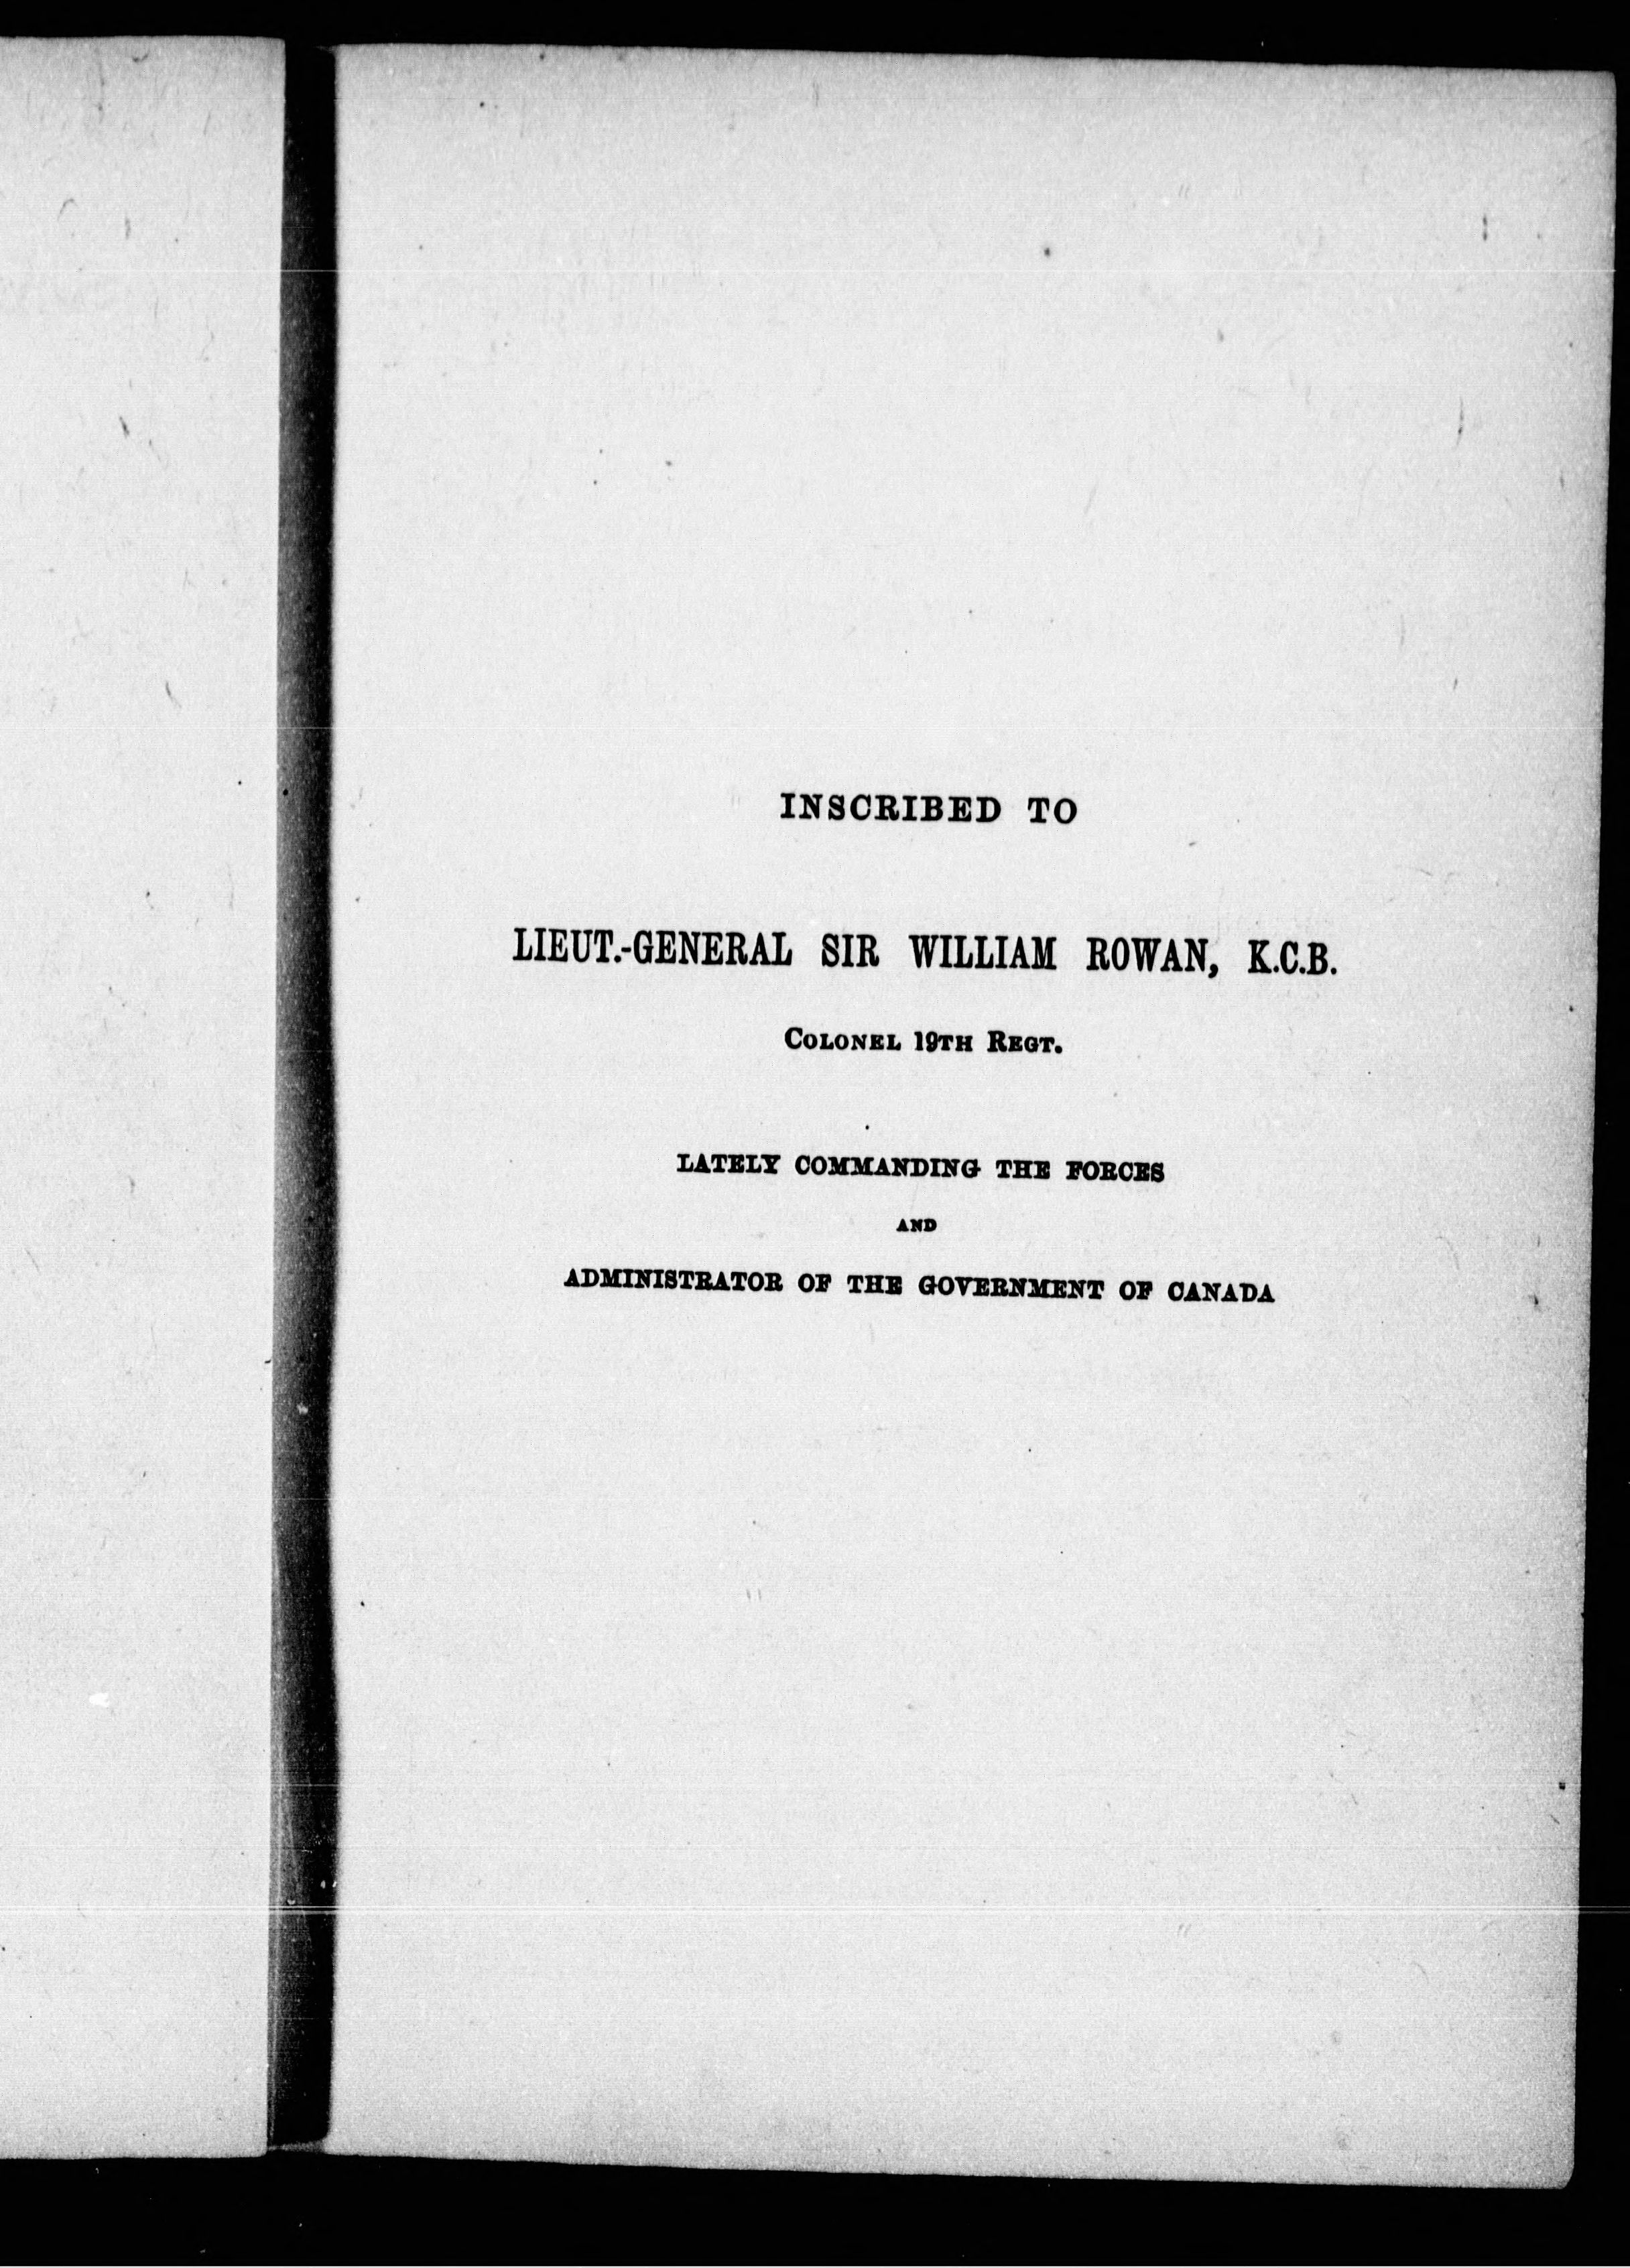 INSCRIBED TO
LIEUT.-GENERAL SIR WILLIAM ROWAN, K.C.B.
COLONEL 19TH REGT.
LATELY COMMANDING THE FORCES
AND
ADMINISTRATOR OF THE GOVERNMENT OF CANADA